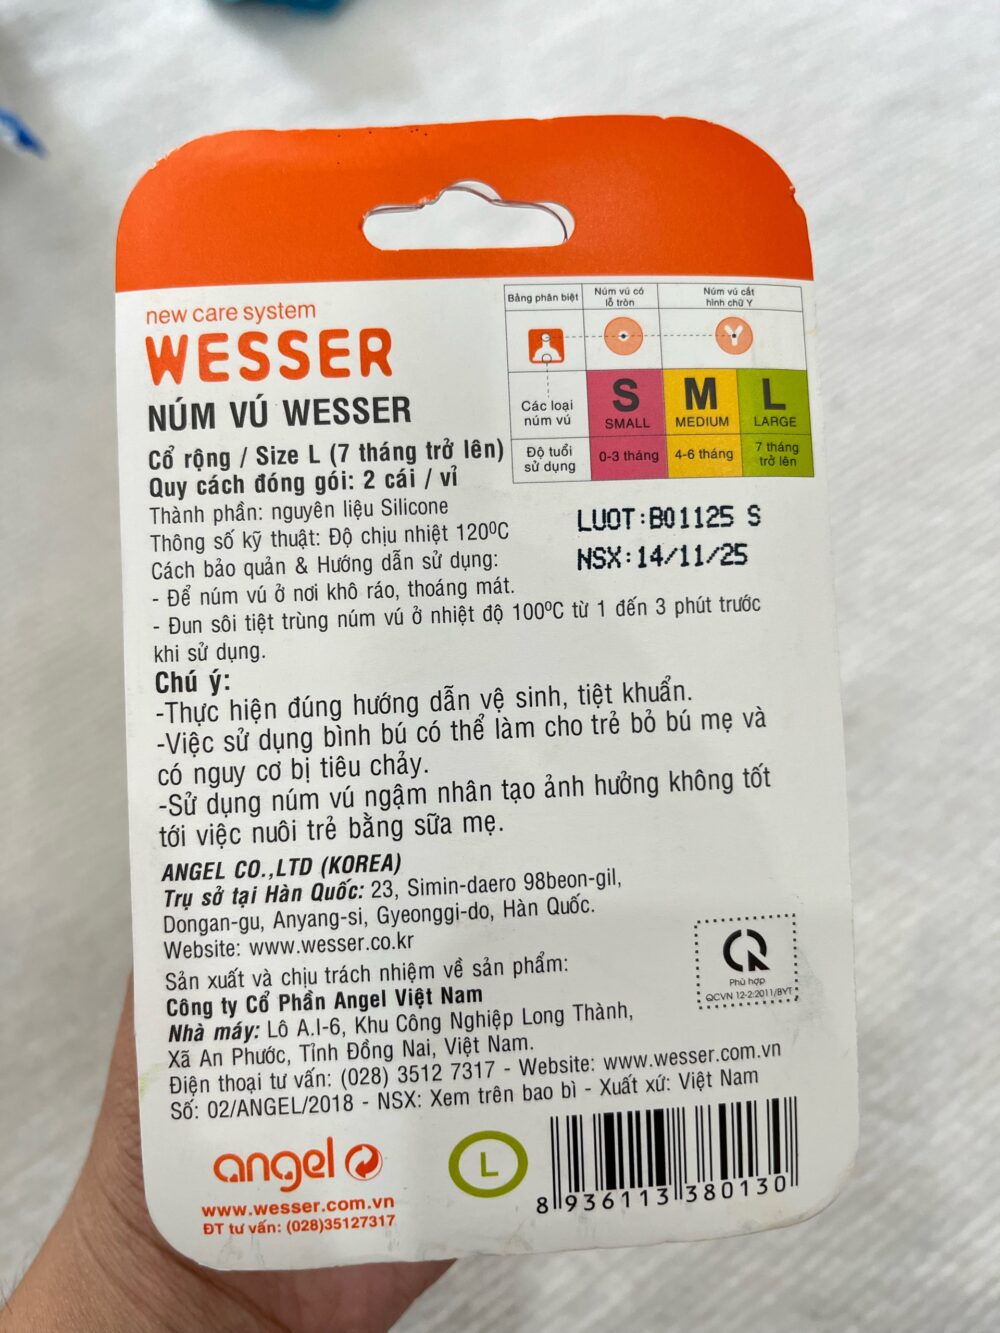 new care system
WESSER
NÚM VÚ WESSER
Cổ rộng / Size L (7 tháng trở lên)
Quy cách đóng gói: 2 cái / vỉ
Bảng phân biệt
Núm vú có
lỗ tròn
Núm vú cắt
hình chữ Y
Các loại
núm vú
S
SMALL
M
MEDIUM
L
LARGE
Độ tuổi
sử dụng
0-3 tháng
4-6 tháng
7 tháng
trở lên
Thành phần: nguyên liệu Silicone
Thông số kỹ thuật: Độ chịu nhiệt 120ºC
Cách bảo quản & Hướng dẫn sử dụng:
LUOT:B01125 S
NSX:14/11/25
- Để núm vú ở nơi khô ráo, thoáng mát.
- Đun sôi tiệt trùng núm vú ở nhiệt độ 100ºC từ 1 đến 3 phút trước
khi sử dụng.
Chú ý:
-Thực hiện đúng hướng dẫn vệ sinh, tiệt khuẩn.
-Việc sử dụng bình bú có thể làm cho trẻ bỏ bú mẹ và
có nguy cơ bị tiêu chảy.
-Sử dụng núm vú ngậm nhân tạo ảnh hưởng không tốt
tới việc nuôi trẻ bằng sữa mẹ.
ANGEL CO.,LTD (KOREA)
Trụ sở tại Hàn Quốc: 23, Simin-daero 98beon-gil,
Dongan-gu, Anyang-si, Gyeonggi-do, Hàn Quốc.
Website: www.wesser.co.kr
Sản xuất và chịu trách nhiệm về sản phẩm:
Công ty Cổ Phần Angel Việt Nam
Nhà máy: Lô A.I-6, Khu Công Nghiệp Long Thành,
Xã An Phước, Tỉnh Đồng Nai, Việt Nam.
Điện thoại tư vấn: (028) 3512 7317 - Website: www.wesser.com.vn
Số: 02/ANGEL/2018 - NSX: Xem trên bao bì - Xuất xứ: Việt Nam
Phù hợp
QCVN 12-2:2011/BYT
angel
www.wesser.com.vn
ĐT tư vấn: (028)35127317
L
8 936113 380130